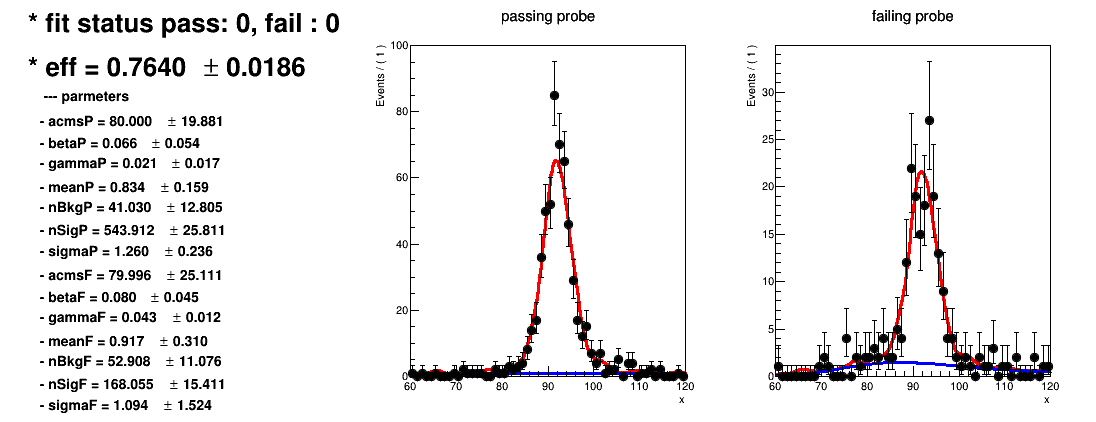 * fit status pass: 0, fail : 0
* eff = 0.7640 ± 0.0186
--- parmeters
- acmsP = 80.000 ± 19.881
- betaP = 0.066 ± 0.054
- gammaP = 0.021 ± 0.017
- meanP = 0.834 ± 0.159
- nBkgP = 41.030 ± 12.805
- nSigP = 543.912 ± 25.811
- sigmaP = 1.260 ± 0.236
- acmsF = 79.996 ± 25.111
- betaF = 0.080 ± 0.045
- gammaF = 0.043 ± 0.012
- meanF = 0.917 ± 0.310
- nBkgF = 52.908 ± 11.076
- nSigF = 168.055 ± 15.411
- sigmaF = 1.094 ± 1.524
passing probe
Events / ( 1 )
100
80
60
40
20
0
60 70 80 90 100 110 120
x
failing probe
Events / ( 1 )
30
25
20
15
10
5
0
60 70 80 90 100 110 120
x